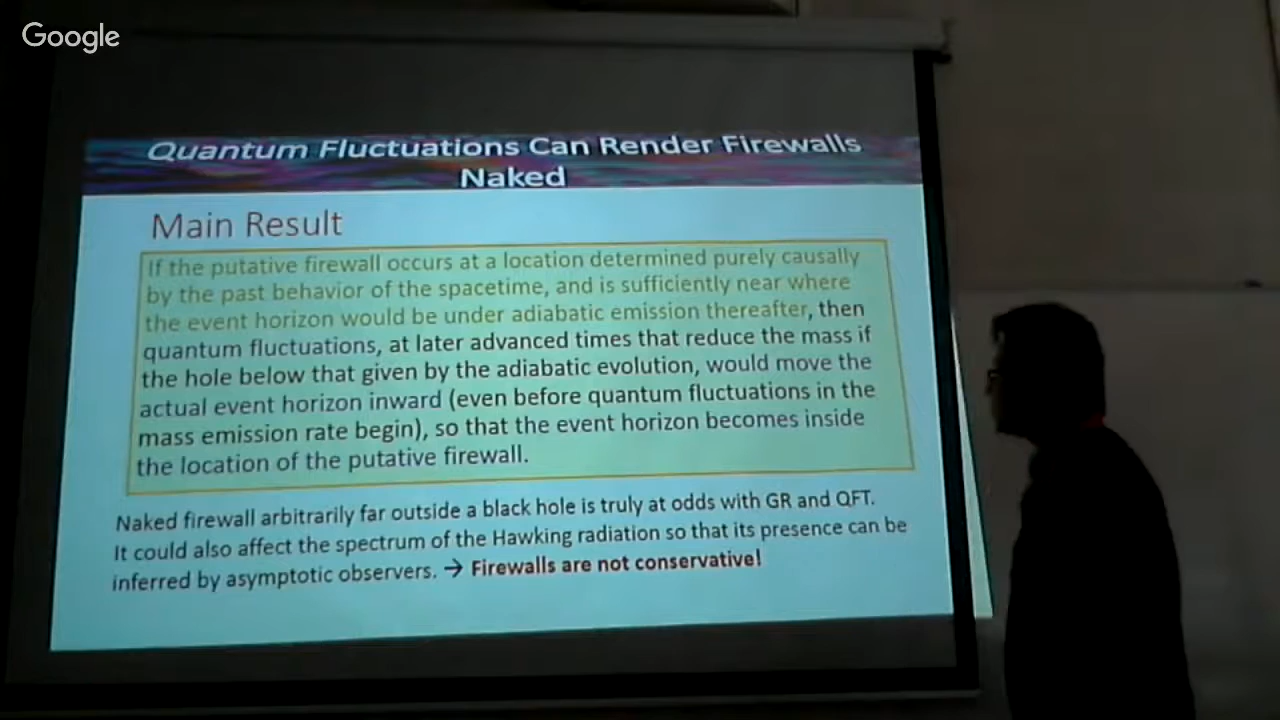 Google
Quantum Fluctuations Can Render Firewalls
Naked
Main Result
If the putative firewall occurs at a location determined purely causally
by the past behavior of the spacetime, and is sufficiently near where
the event horizon would be under adiabatic emission thereafter, then
quantum fluctuations, at later advanced times that reduce the mass if
the hole below that given by the adiabatic evolution, would move the
actual event horizon inward (even before quantum fluctuations in the
mass emission rate begin), so that the event horizon becomes inside
the location of the putative firewall.
Naked firewall arbitrarily far outside a black hole is truly at odds with GR and QFT.
It could also affect the spectrum of the Hawking radiation so that its presence can be
inferred by asymptotic observers. → Firewalls are not conservative!